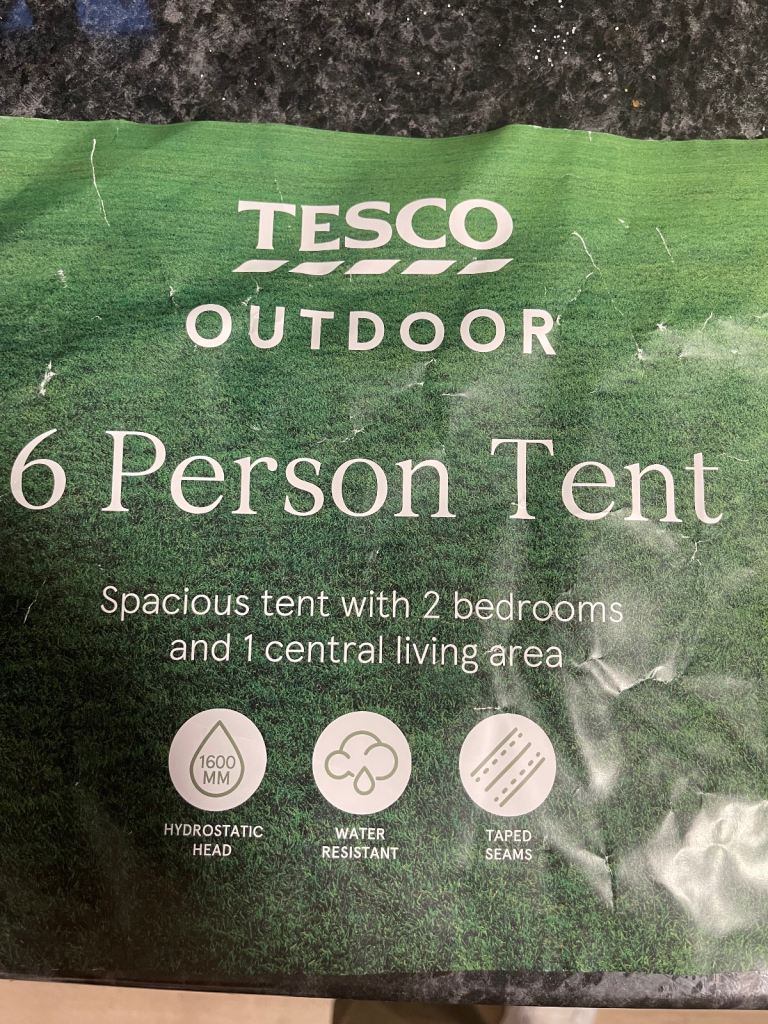 TESCO
OUTDOOR
6 Person Tent
Spacious tent with 2 bedrooms
and 1 central living area
1600
MM
HYDROSTATIC
HEAD
WATER
RESISTANT
TAPED
SEAMS